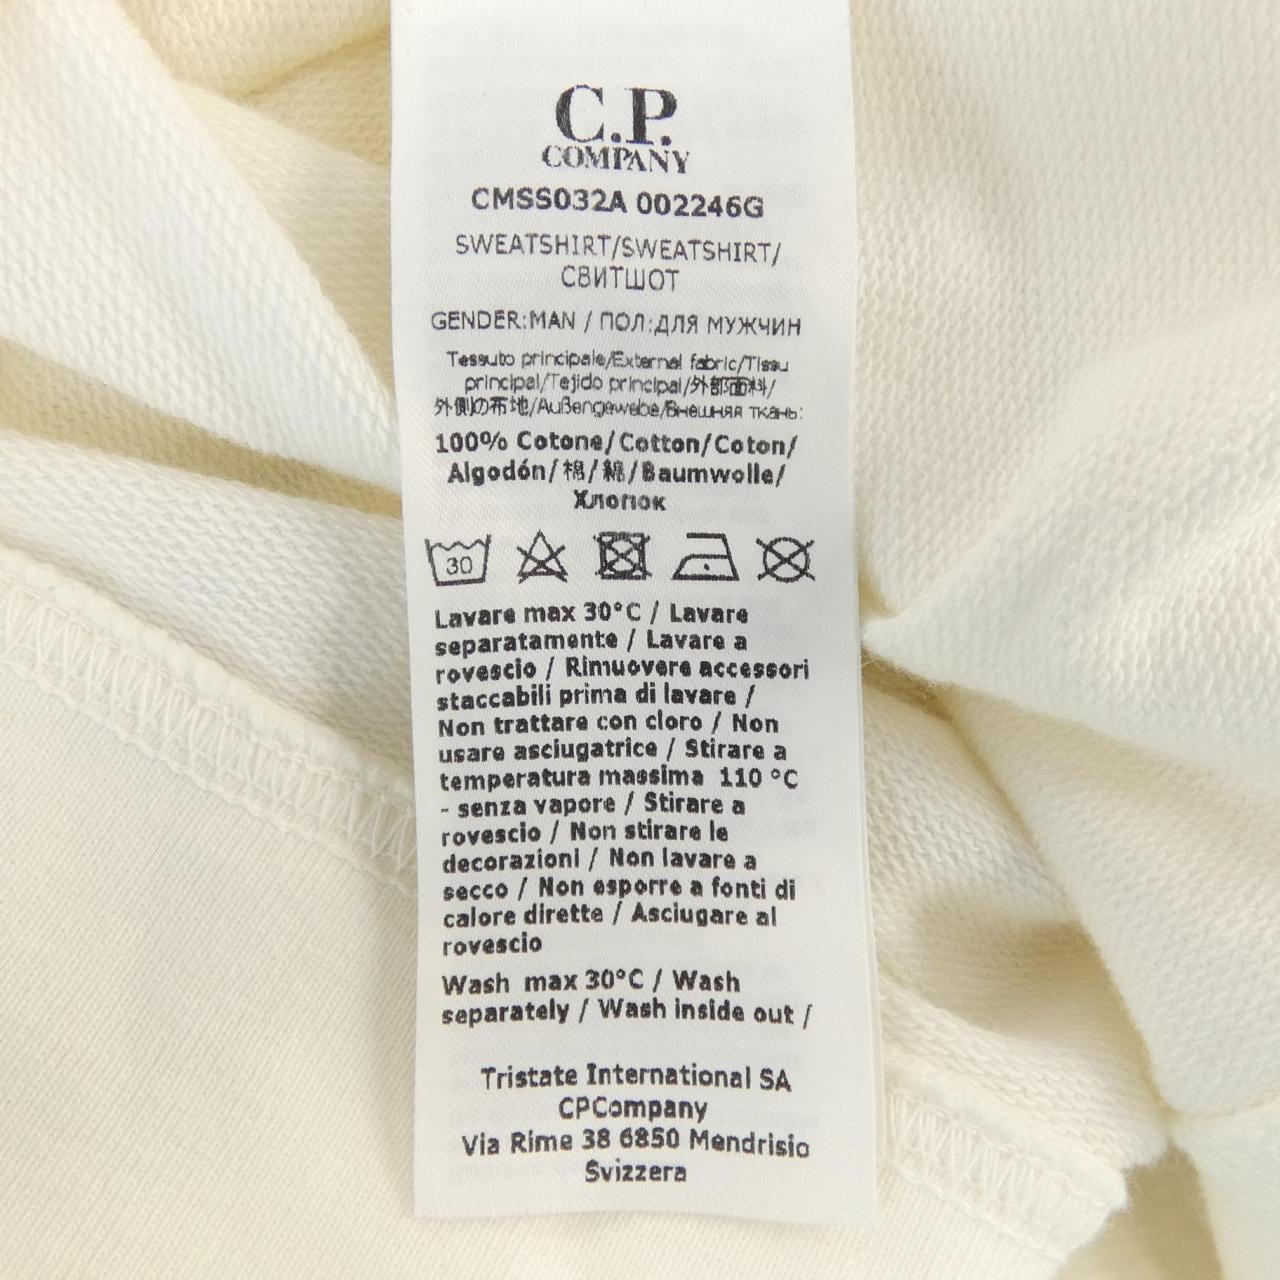 C.P.
COMPANY
CMSS032A 002246G
SWEATSHIRT/SWEATSHIRT/
СВИТШОТ
GENDER:MAN / ПОЛ:ДЛЯ МУЖЧИН
Tessuto principale/External fabric/Tissu
principal/Tejido principal/外部面料/
外側の布地/Außengewebe/Внешняя ткань:
100% Cotone/Cotton/Coton/
Algodón/棉/綿/Baumwolle/
Хлопок
30
Lavare max 30°C / Lavare
separatamente / Lavare a
rovescio / Rimuovere accessori
staccabili prima di lavare /
Non trattare con cloro / Non
usare asciugatrice / Stirare a
temperatura massima 110 °C
- senza vapore / Stirare a
rovescio / Non stirare le
decorazioni / Non lavare a
secco / Non esporre a fonti di
calore dirette / Asciugare al
rovescio
Wash max 30°C / Wash
separately / Wash inside out /
Tristate International SA
CPCompany
Via Rime 38 6850 Mendrisio
Svizzera